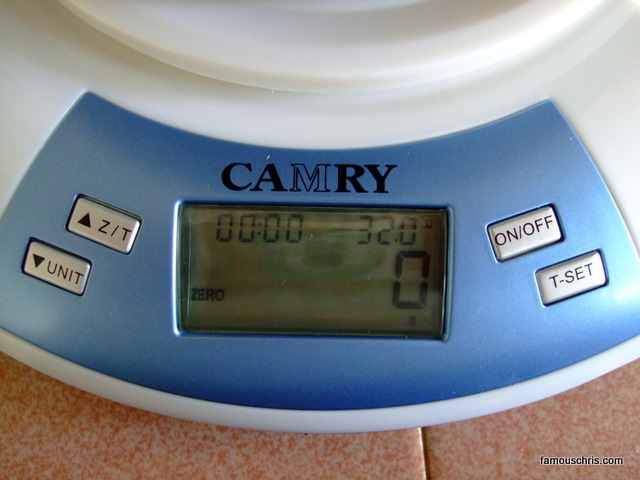 CAMRY
▲ Z/T
▼UNIT
00:00 32.0°C
0
ZERO
g
ON/OFF
T-SET
famouschris.com